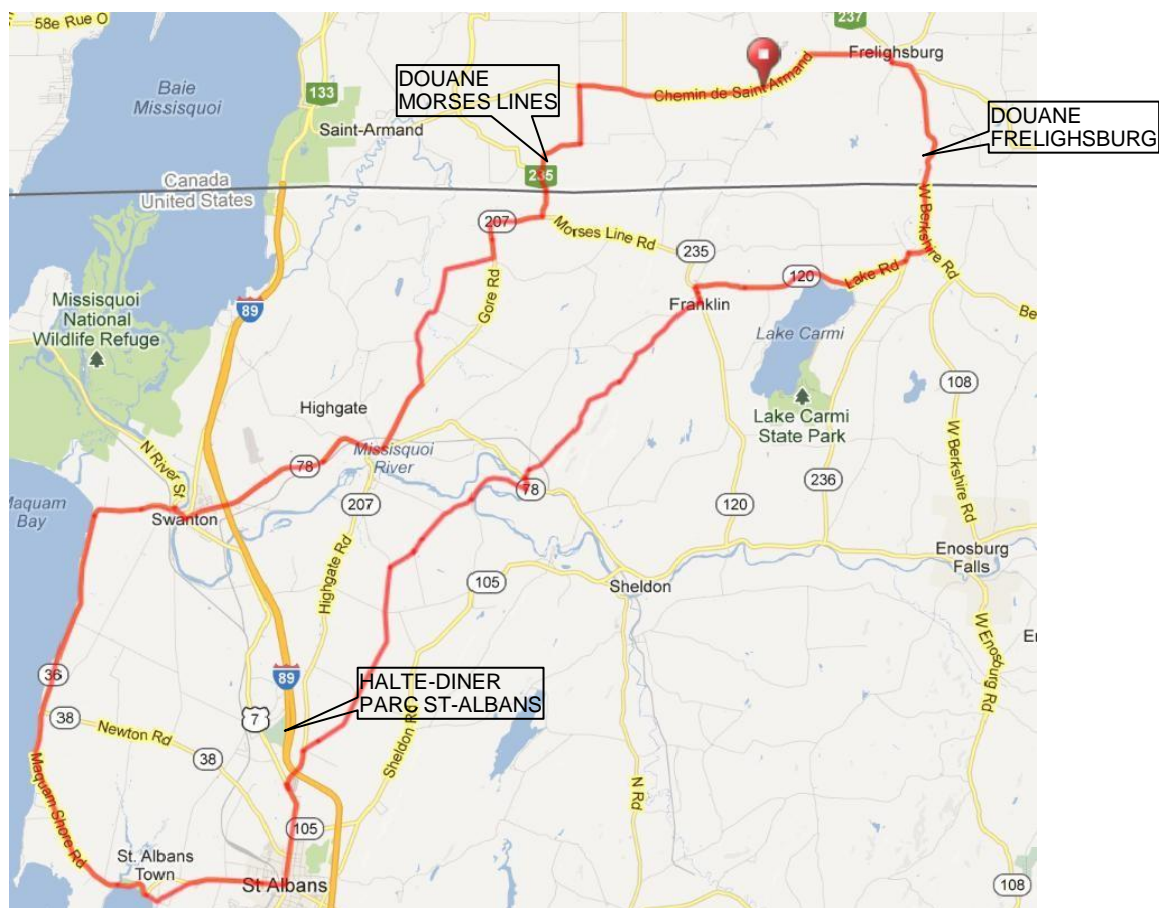 58e Rue O
237
Frelighsburg
DOUANE
MORSES LINES
Baie
Missisquoi
133
Chemin de Saint Armand
DOUANE
FRELIGHSBURG
Saint-Armand
235
Canada
United States
W Berkshire Rd
207
Morses Line Rd
235
Gore Rd
120
Lake Rd
Franklin
Missisquoi
National
Wildlife Refuge
89
Lake Carmi
Be
108
Highgate
Lake Carmi
State Park
W Berkshire Rd
Missisquoi
River
N River St
78
78
236
207
120
Maquam
Bay
Swanton
Highgate Rd
Enosburg
Falls
105
Sheldon
W Enosburg Rd
En
36
89
HALTE-DINER
PARC ST-ALBANS
38
7
Newton Rd
38
Sheldon Rd
N Rd
Maquam Shore Rd
105
St. Albans
Town
St Albans
108